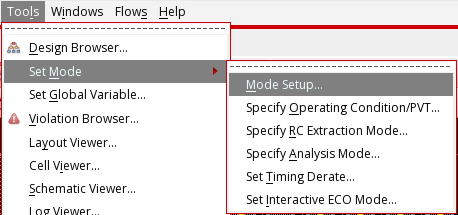 Tools Windows Flows Help
Design Browser...
Set Mode
Set Global Variable...
Violation Browser...
Layout Viewer...
Cell Viewer...
Schematic Viewer...
Log Viewer...
Mode Setup...
Specify Operating Condition/PVT...
Specify RC Extraction Mode...
Specify Analysis Mode...
Set Timing Derate...
Set Interactive ECO Mode...